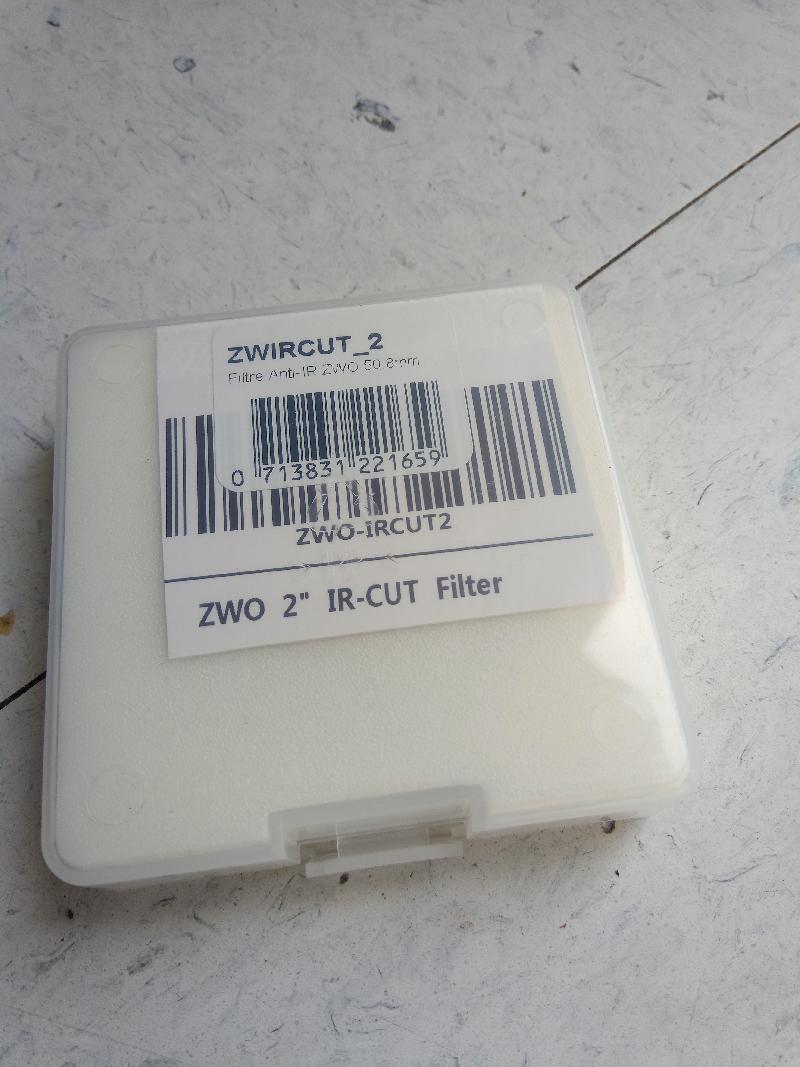 ZWIRCUT_2
Filtre Anti-IR ZWO 50.8mm
0 713831 221659
ZWO-IRCUT2
ZWO 2" IR-CUT Filter